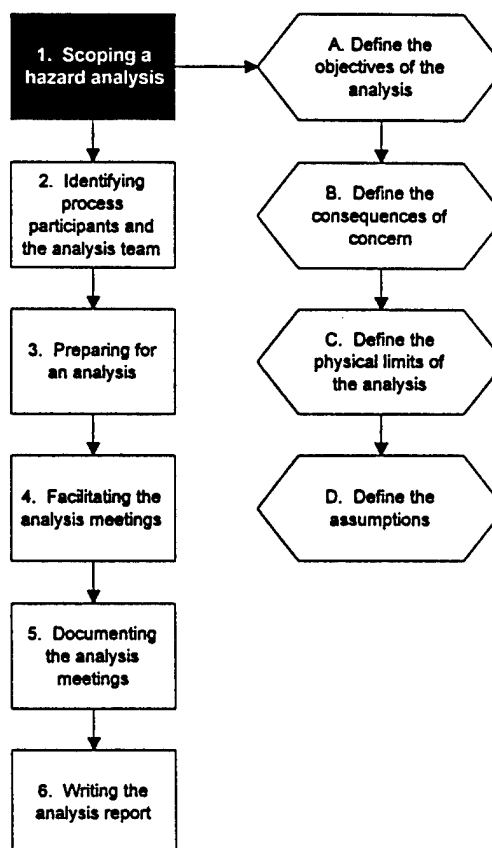 1. Scoping a
hazard analysis
A. Define the
objectives of the
analysis
2. Identifying
process
participants and
the analysis team
B. Define the
consequences of
concern
3. Preparing for
an analysis
C. Define the
physical limits of
the analysis
4. Facilitating the
analysis meetings
D. Define the
assumptions
5. Documenting
the analysis
meetings
6. Writing the
analysis report